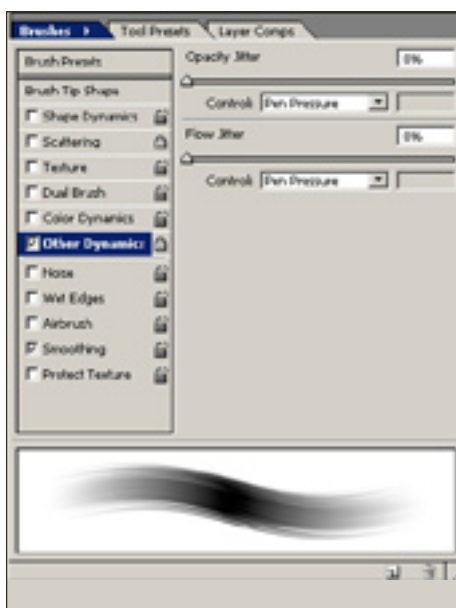 Brushes
Tool Presets
Layer Comps
Brush Presets
Brush Tip Shape
Shape Dynamics
Scattering
Texture
Dual Brush
Color Dynamics
Other Dynamics
Noise
Wet Edges
Airbrush
Smoothing
Protect Texture
Opacity Jitter 0%
Control: Pen Pressure
Flow Jitter 0%
Control: Pen Pressure